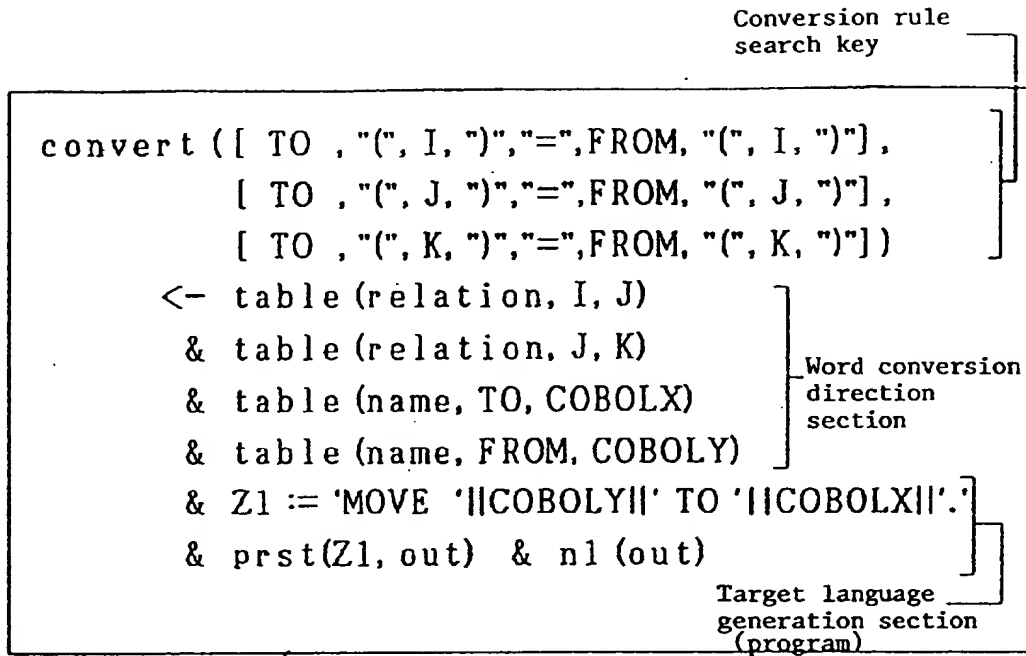 Conversion rule
search key
convert([ TO , "(", I, ")","=",FROM, "(", I, ")"],
[ TO , "(", J, ")","=",FROM, "(", J, ")"],
[ TO , "(", K, ")","=",FROM, "(", K, ")"])
<- table(relation, I, J)
& table(relation, J, K)
& table(name, TO, COBOLX)
& table(name, FROM, COBOLY)
Word conversion
direction
section
& Z1 := 'MOVE '||COBOLY||' TO '||COBOLX||'.'
& prst(Z1, out) & nl(out)
Target language
generation section
(program)